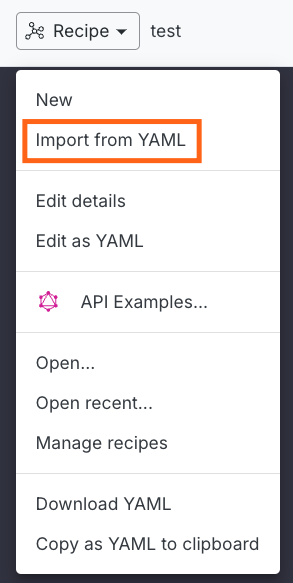 Recipe test
New
Import from YAML
Edit details
Edit as YAML
API Examples...
Open...
Open recent...
Manage recipes
Download YAML
Copy as YAML to clipboard